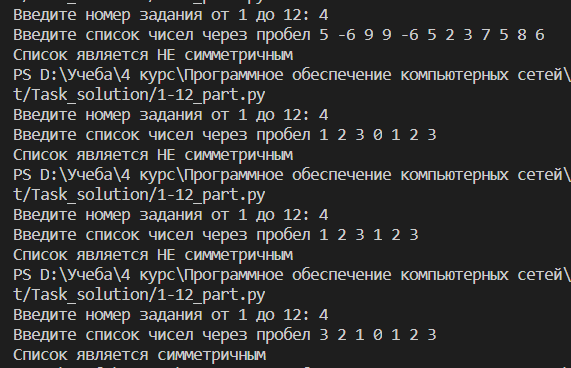 t/Task_solution/1-12_part.py
Введите номер задания от 1 до 12: 4
Введите список чисел через пробел 5 -6 9 9 -6 5 2 3 7 5 8 6
Список является НЕ симметричным
PS D:\Учеба\4 курс\Программное обеспечение компьютерных сетей\
t/Task_solution/1-12_part.py
Введите номер задания от 1 до 12: 4
Введите список чисел через пробел 1 2 3 0 1 2 3
Список является НЕ симметричным
PS D:\Учеба\4 курс\Программное обеспечение компьютерных сетей\
t/Task_solution/1-12_part.py
Введите номер задания от 1 до 12: 4
Введите список чисел через пробел 1 2 3 1 2 3
Список является НЕ симметричным
PS D:\Учеба\4 курс\Программное обеспечение компьютерных сетей\
t/Task_solution/1-12_part.py
Введите номер задания от 1 до 12: 4
Введите список чисел через пробел 3 2 1 0 1 2 3
Список является симметричным